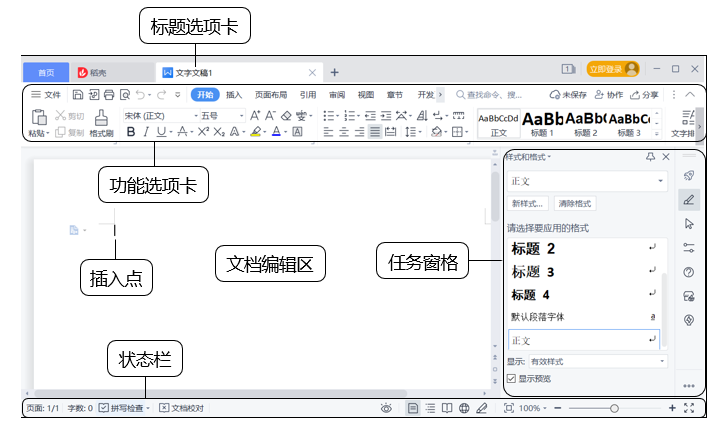 标题选项卡
首页
稻壳
文字文稿1
立即登录
文件
开始
插入
页面布局
引用
审阅
视图
章节
开发
查找命令、搜...
未保存
协作
分享
粘贴
剪切
复制
格式刷
宋体 (正文)
五号
AaBbCcDd
正文
AaBb
标题 1
AaBb(
标题 2
AaBbC(
标题 3
文字排
功能选项卡
插入点
文档编辑区
任务窗格
样式和格式
正文
新样式...
清除格式
请选择要应用的格式
标题 2
标题 3
标题 4
默认段落字体
正文
显示: 有效样式
显示预览
状态栏
页面: 1/1 字数: 0 拼写检查 文档校对
100%